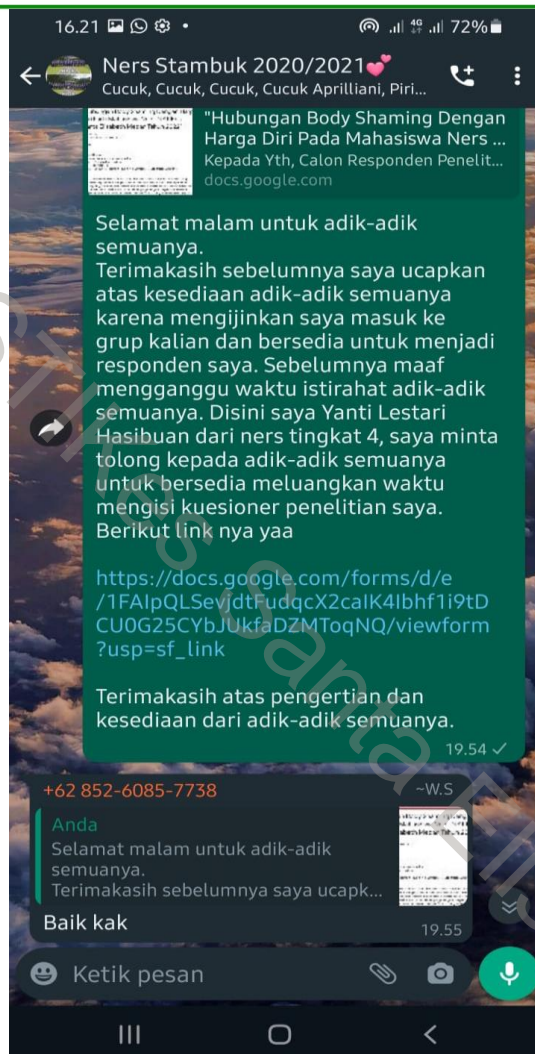 16.21
4G
72%
Ners Stambuk 2020/2021💕
Cucuk, Cucuk, Cucuk, Cucuk Aprilliani, Piri...
"Hubungan Body Shaming Dengan
Harga Diri Pada Mahasiswa Ners ...
Kepada Yth, Calon Responden Penelit...
docs.google.com
Selamat malam untuk adik-adik
semuanya.
Terimakasih sebelumnya saya ucapkan
atas kesediaan adik-adik semuanya
karena mengijinkan saya masuk ke
grup kalian dan bersedia untuk menjadi
responden saya. Sebelumnya maaf
mengganggu waktu istirahat adik-adik
semuanya. Disini saya Yanti Lestari
Hasibuan dari ners tingkat 4, saya minta
tolong kepada adik-adik semuanya
untuk bersedia meluangkan waktu
mengisi kuesioner penelitian saya.
Berikut link nya yaa
https://docs.google.com/forms/d/e
/1FAIpQLSevjdtFudqcX2calK4Ibhf1i9tD
CU0G25CYbJUkfaDZMToqNQ/viewform
?usp=sf_link
Terimakasih atas pengertian dan
kesediaan dari adik-adik semuanya.
19.54
+62 852-6085-7738
~W.S
Anda
Selamat malam untuk adik-adik
semuanya.
Terimakasih sebelumnya saya ucapk...
Baik kak
19.55
Ketik pesan